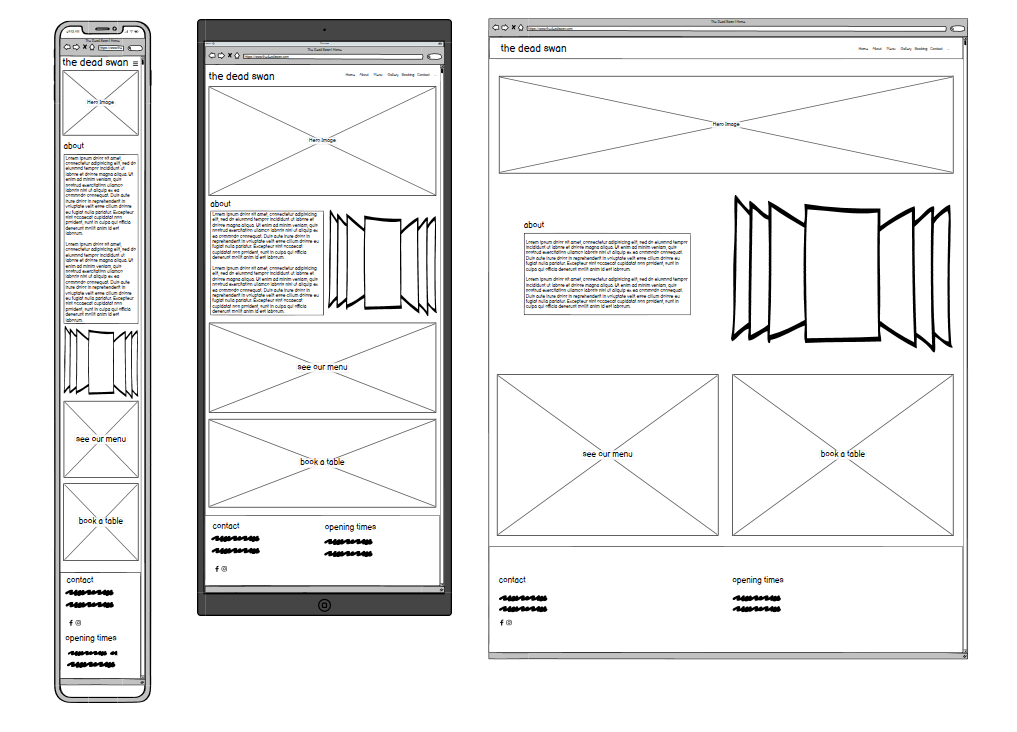 The Dead Swan | Home
the dead swan
Hero Image
about
Lorem ipsum dolor sit amet,
consectetur adipiscing elit, sed do
eiusmod tempor incididunt ut
labore et dolore magna aliqua. Ut
enim ad minim veniam, quis
nostrud exercitation ullamco
laboris nisi ut aliquip ex ea
commodo consequat. Duis aute
irure dolor in reprehenderit in
voluptate velit esse cillum dolore
eu fugiat nulla pariatur. Excepteur
sint occaecat cupidatat non
proident, sunt in culpa qui officia
deserunt mollit anim id est
laborum.
Lorem ipsum dolor sit amet,
consectetur adipiscing elit, sed do
eiusmod tempor incididunt ut
labore et dolore magna aliqua. Ut
enim ad minim veniam, quis
nostrud exercitation ullamco
laboris nisi ut aliquip ex ea
commodo consequat. Duis aute
irure dolor in reprehenderit in
voluptate velit esse cillum dolore
eu fugiat nulla pariatur. Excepteur
sint occaecat cupidatat non
proident, sunt in culpa qui officia
deserunt mollit anim id est
laborum.
see our menu
book a table
contact
opening times
The Dead Swan | Home
the dead swan
Home About Menu Gallery Booking Contact
Hero Image
about
Lorem ipsum dolor sit amet, consectetur adipiscing
elit, sed do eiusmod tempor incididunt ut labore et
dolore magna aliqua. Ut enim ad minim veniam, quis
nostrud exercitation ullamco laboris nisi ut aliquip ex
ea commodo consequat. Duis aute irure dolor in
reprehenderit in voluptate velit esse cillum dolore eu
fugiat nulla pariatur. Excepteur sint occaecat
cupidatat non proident, sunt in culpa qui officia
deserunt mollit anim id est laborum.
Lorem ipsum dolor sit amet, consectetur adipiscing
elit, sed do eiusmod tempor incididunt ut labore et
dolore magna aliqua. Ut enim ad minim veniam, quis
nostrud exercitation ullamco laboris nisi ut aliquip ex
ea commodo consequat. Duis aute irure dolor in
reprehenderit in voluptate velit esse cillum dolore eu
fugiat nulla pariatur. Excepteur sint occaecat
cupidatat non proident, sunt in culpa qui officia
deserunt mollit anim id est laborum.
see our menu
book a table
contact
opening times
The Dead Swan | Home
the dead swan
Home About Menu Gallery Booking Contact
Hero Image
about
Lorem ipsum dolor sit amet, consectetur adipiscing elit, sed do eiusmod tempor
incididunt ut labore et dolore magna aliqua. Ut enim ad minim veniam, quis nostrud
exercitation ullamco laboris nisi ut aliquip ex ea commodo consequat. Duis aute irure
dolor in reprehenderit in voluptate velit esse cillum dolore eu fugiat nulla
pariatur. Excepteur sint occaecat cupidatat non proident, sunt in
culpa qui officia deserunt mollit anim id est laborum.
Lorem ipsum dolor sit amet, consectetur adipiscing elit, sed do eiusmod tempor
incididunt ut labore et dolore magna aliqua. Ut enim ad minim veniam, quis nostrud
exercitation ullamco laboris nisi ut aliquip ex ea commodo consequat. Duis aute
irure dolor in reprehenderit in voluptate velit esse cillum dolore eu fugiat nulla
pariatur. Excepteur sint occaecat cupidatat non proident, sunt in
culpa qui officia deserunt mollit anim id est laborum.
see our menu
book a table
contact
opening times